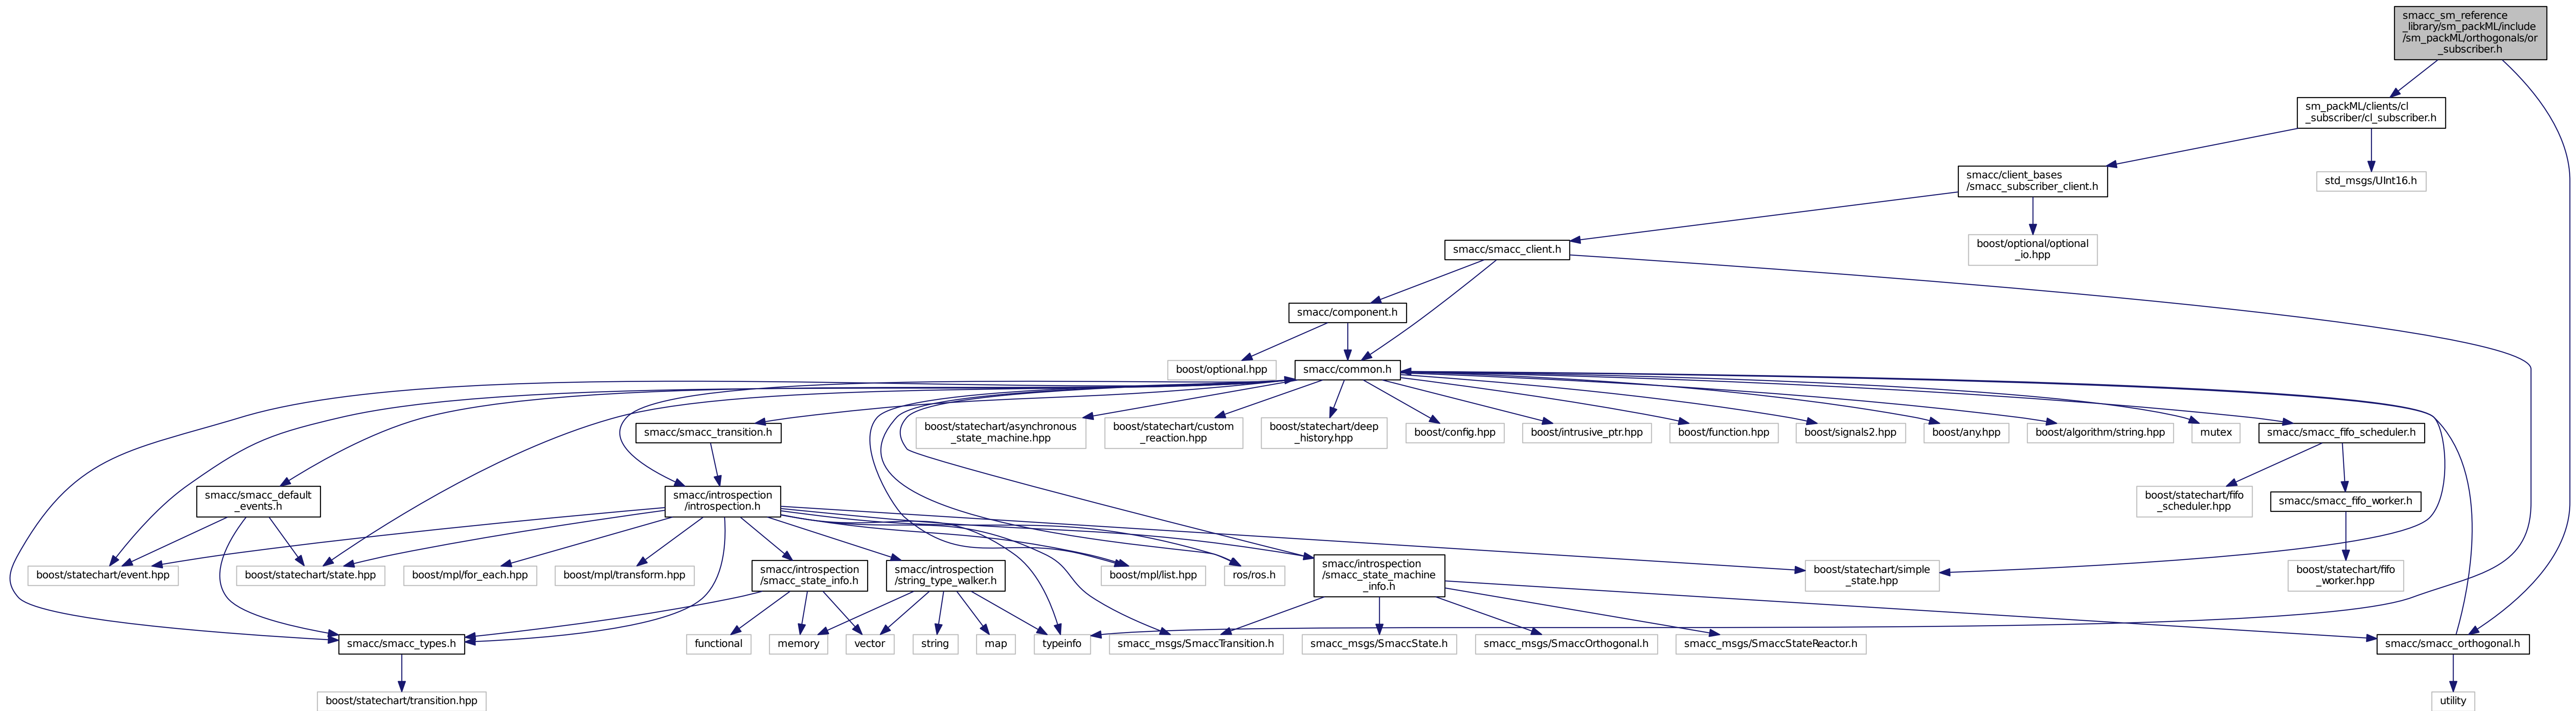 smacc_sm_reference
_library/sm_packML/include
/sm_packML/orthogonals/or
_subscriber.h
sm_packML/clients/cl
_subscriber/cl_subscriber.h
smacc/client_bases
/smacc_subscriber_client.h
std_msgs/UInt16.h
smacc/smacc_client.h
boost/optional/optional
_io.hpp
smacc/component.h
boost/optional.hpp
smacc/common.h
smacc/smacc_transition.h
boost/statechart/asynchronous
_state_machine.hpp
boost/statechart/custom
_reaction.hpp
boost/statechart/deep
_history.hpp
boost/config.hpp
boost/intrusive_ptr.hpp
boost/function.hpp
boost/signals2.hpp
boost/any.hpp
boost/algorithm/string.hpp
mutex
smacc/smacc_fifo_scheduler.h
smacc/smacc_default
_events.h
smacc/introspection
/introspection.h
boost/statechart/fifo
_scheduler.hpp
smacc/smacc_fifo_worker.h
boost/statechart/event.hpp
boost/statechart/state.hpp
boost/mpl/for_each.hpp
boost/mpl/transform.hpp
smacc/introspection
/smacc_state_info.h
smacc/introspection
/string_type_walker.h
boost/mpl/list.hpp
ros/ros.h
smacc/introspection
/smacc_state_machine
_info.h
boost/statechart/simple
_state.hpp
boost/statechart/fifo
_worker.hpp
smacc/smacc_types.h
functional
memory
vector
string
map
typeinfo
smacc_msgs/SmaccTransition.h
smacc_msgs/SmaccState.h
smacc_msgs/SmaccOrthogonal.h
smacc_msgs/SmaccStateReactor.h
smacc/smacc_orthogonal.h
boost/statechart/transition.hpp
utility